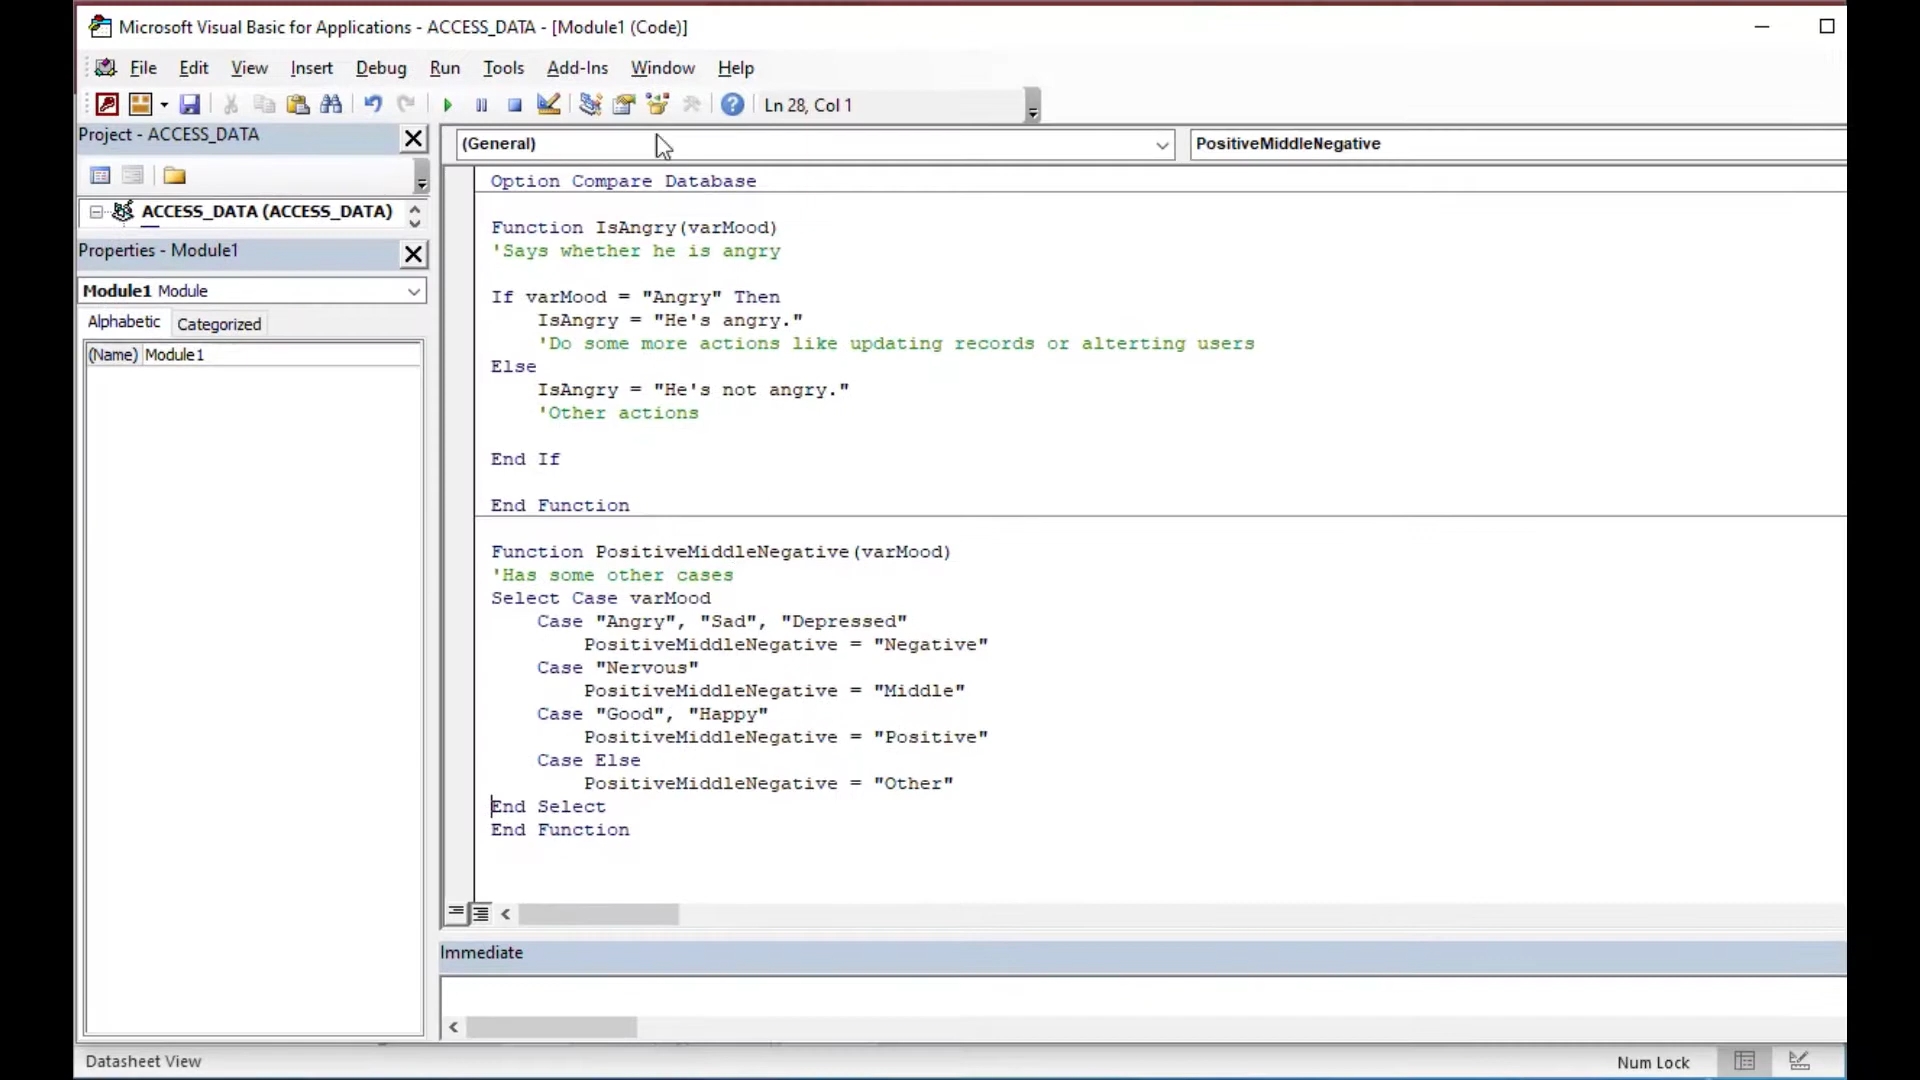 Microsoft Visual Basic for Applications - ACCESS_DATA - [Module1 (Code)]
File Edit View Insert Debug Run Tools Add-Ins Window Help
Ln 28, Col 1
Project - ACCESS_DATA
(General)
PositiveMiddleNegative
ACCESS_DATA (ACCESS_DATA)
Properties - Module1
Module1 Module
Alphabetic Categorized
(Name) Module1
Option Compare Database
Function IsAngry(varMood)
'Says whether he is angry
If varMood = "Angry" Then
IsAngry = "He's angry."
'Do some more actions like updating records or alterting users
Else
IsAngry = "He's not angry."
'Other actions
End If
End Function
Function PositiveMiddleNegative(varMood)
'Has some other cases
Select Case varMood
Case "Angry", "Sad", "Depressed"
PositiveMiddleNegative = "Negative"
Case "Nervous"
PositiveMiddleNegative = "Middle"
Case "Good", "Happy"
PositiveMiddleNegative = "Positive"
Case Else
PositiveMiddleNegative = "Other"
End Select
End Function
Immediate
Datasheet View
Num Lock